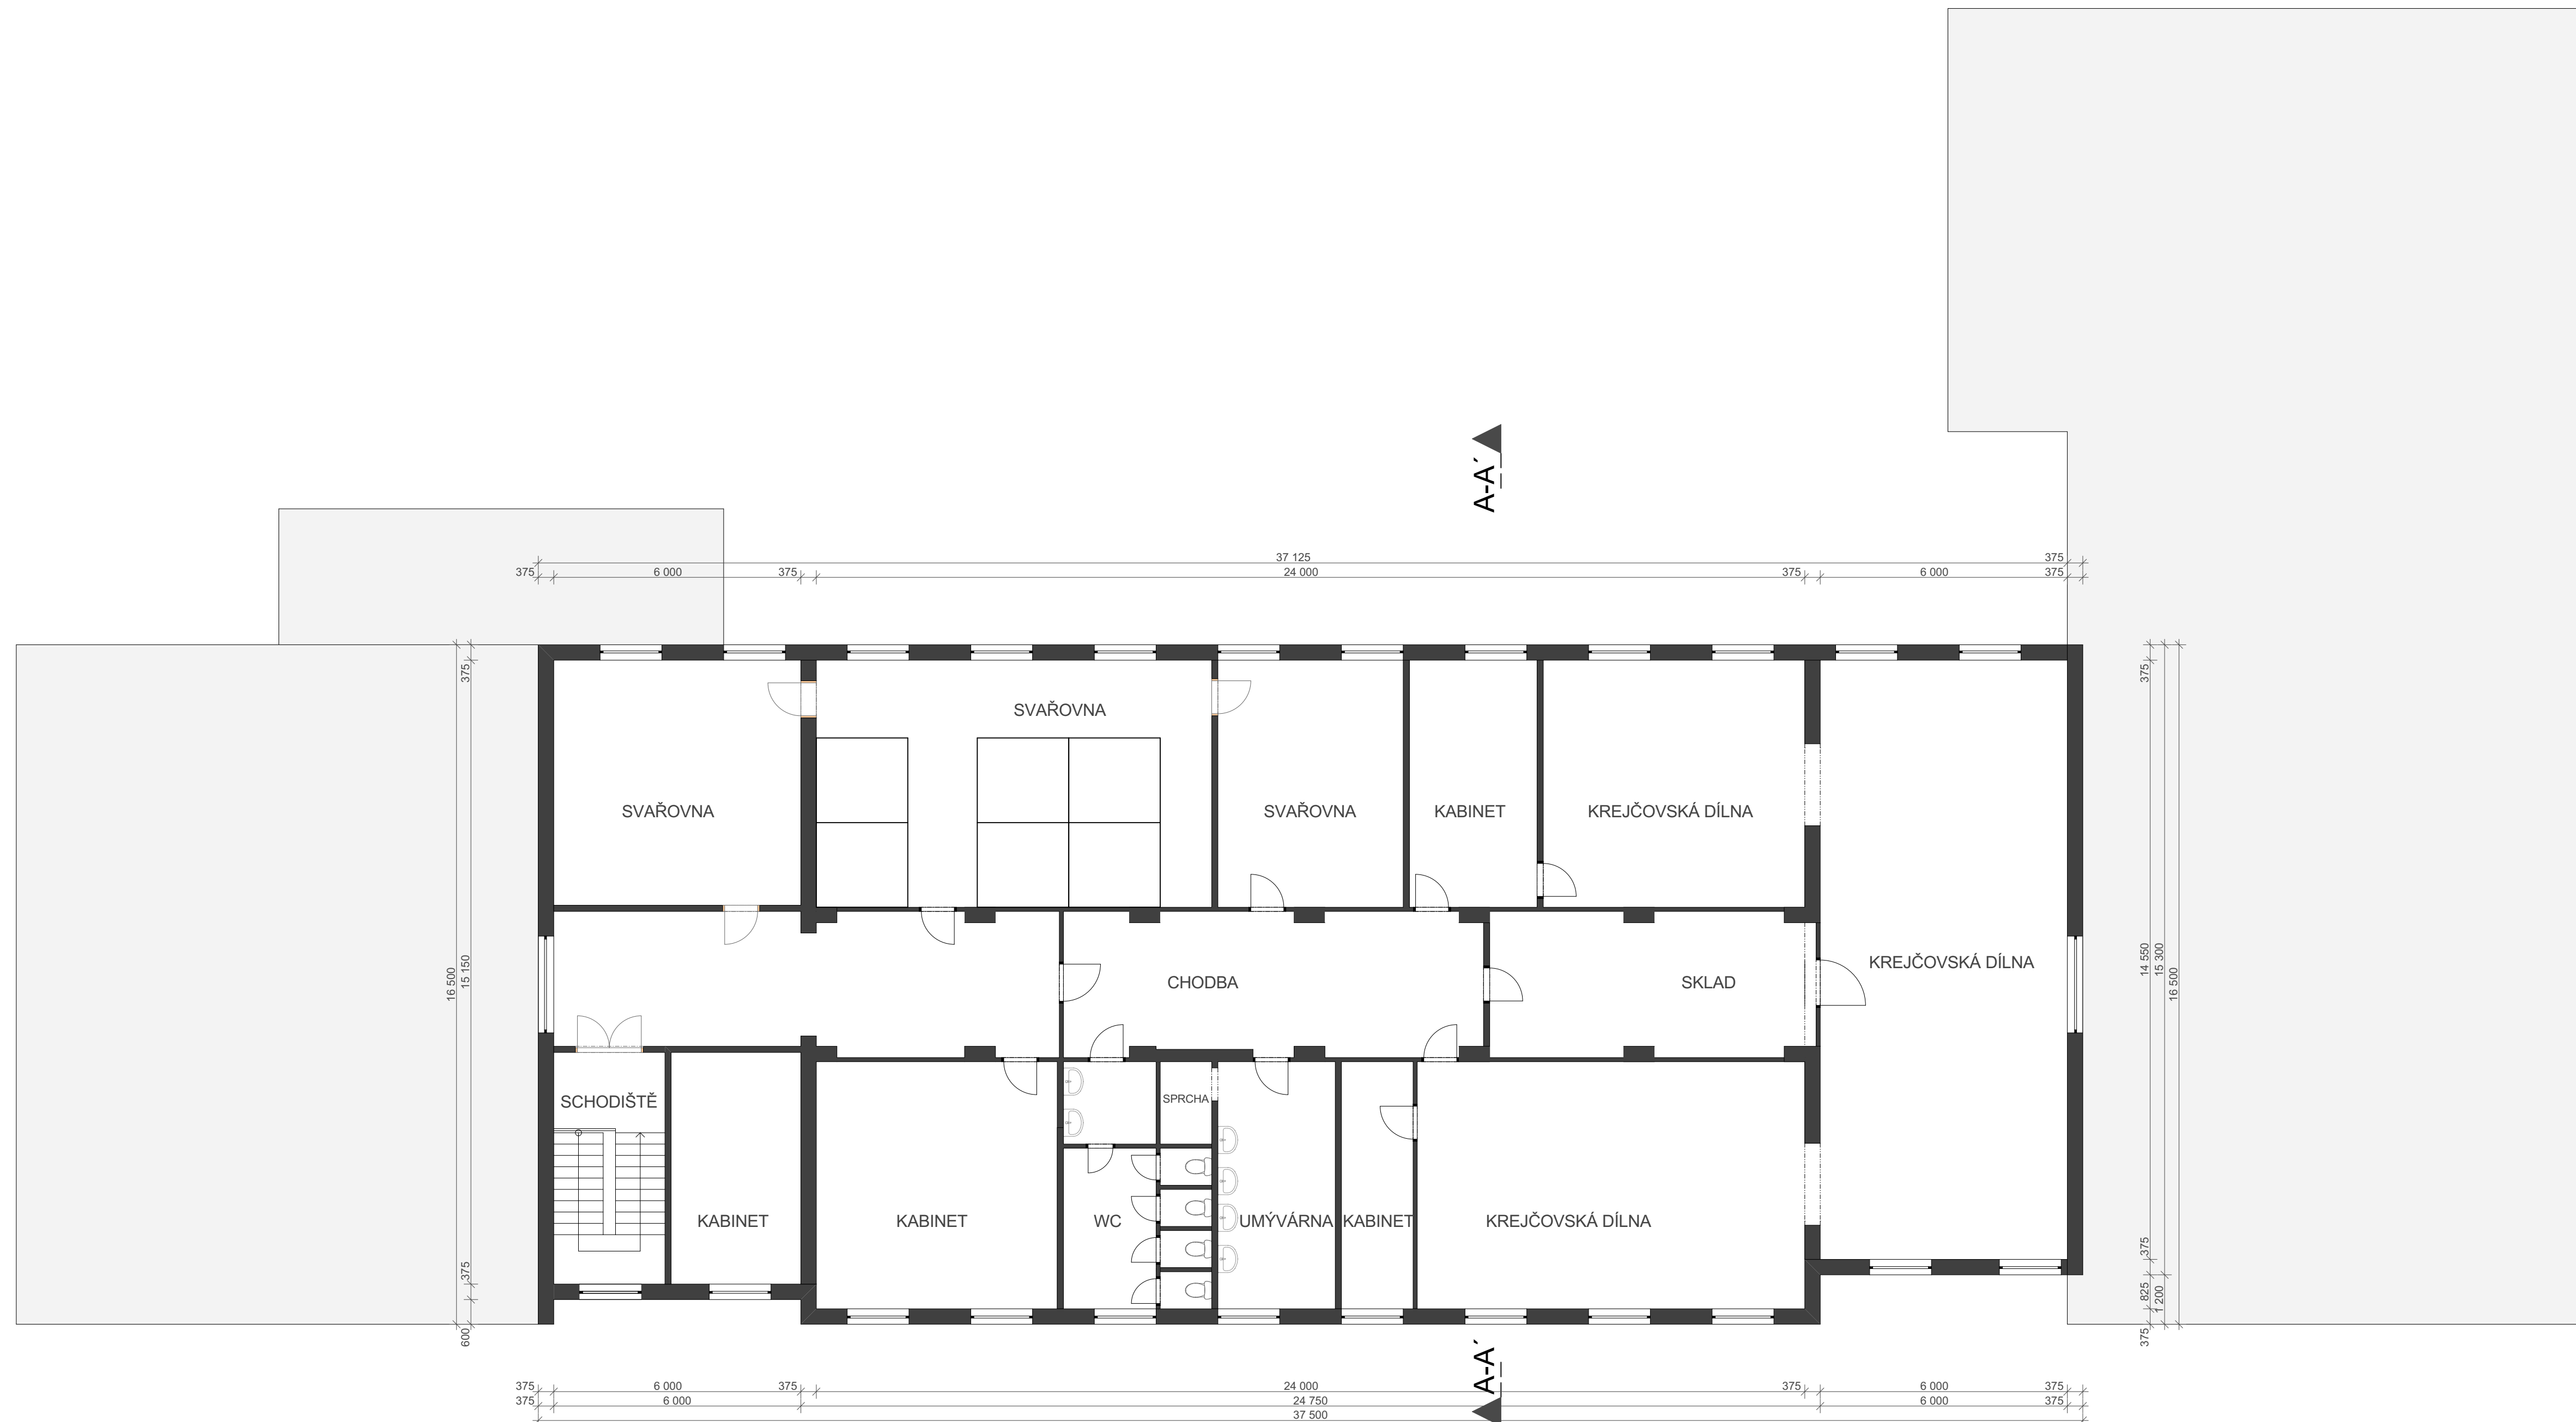 A-A´
37 125
375
375
6 000
375
24 000
375
6 000
375
SVAŘOVNA
SVAŘOVNA
SVAŘOVNA
KABINET
KREJČOVSKÁ DÍLNA
KREJČOVSKÁ DÍLNA
CHODBA
SKLAD
SCHODIŠTĚ
SPRCHA
KABINET
KABINET
WC
UMÝVÁRNA
KABINET
KREJČOVSKÁ DÍLNA
16 500
375
15 150
375
600
375
14 550
375
825
375
15 300
1 200
16 500
A-A´
375
6 000
375
24 000
375
6 000
375
375
6 000
24 750
6 000
375
37 500